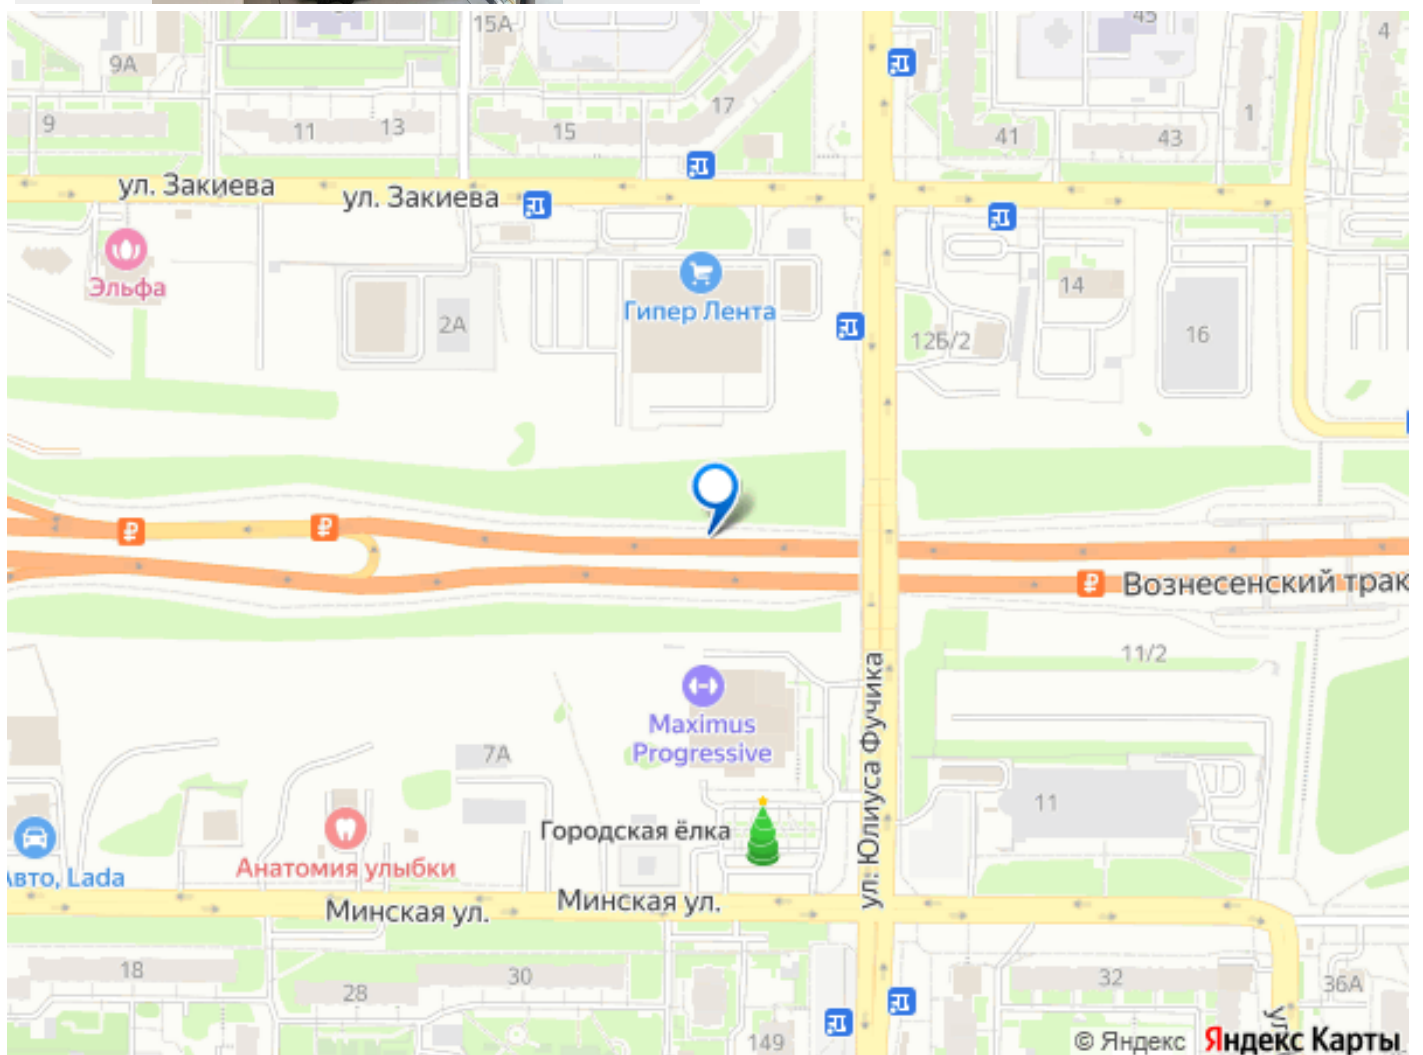 15А
45
4
9А
17
9
11
13
15
41
43
1
ул. Закиева
ул. Закиева
Эльфа
14
Гипер Лента
2А
12Б/2
16
₽
₽
₽
Вознесенский трак
11/2
Maximus
Progressive
ул. Юлиуса Фучика
7А
11
Городская ёлка
Авто, Lada
Анатомия улыбки
Минская ул.
Минская ул.
18
28
30
32
36А
149
ул
© Яндекс Яндекс Карты